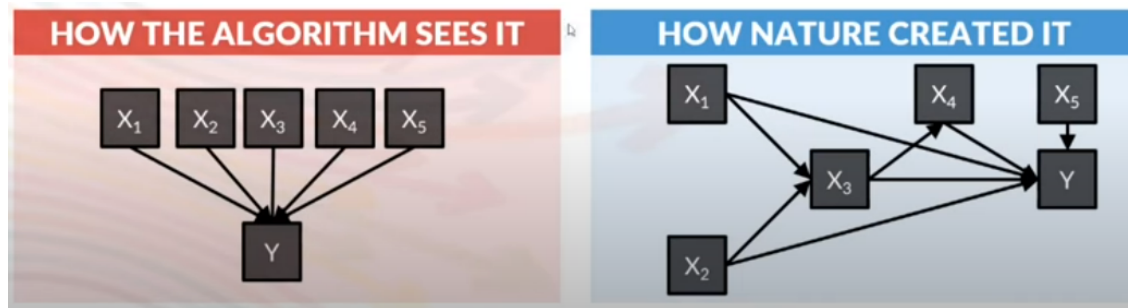 HOW THE ALGORITHM SEES IT
X₁ X₂ X₃ X₄ X₅
Y
HOW NATURE CREATED IT
X₁ X₄ X₅
X₃ Y
X₂